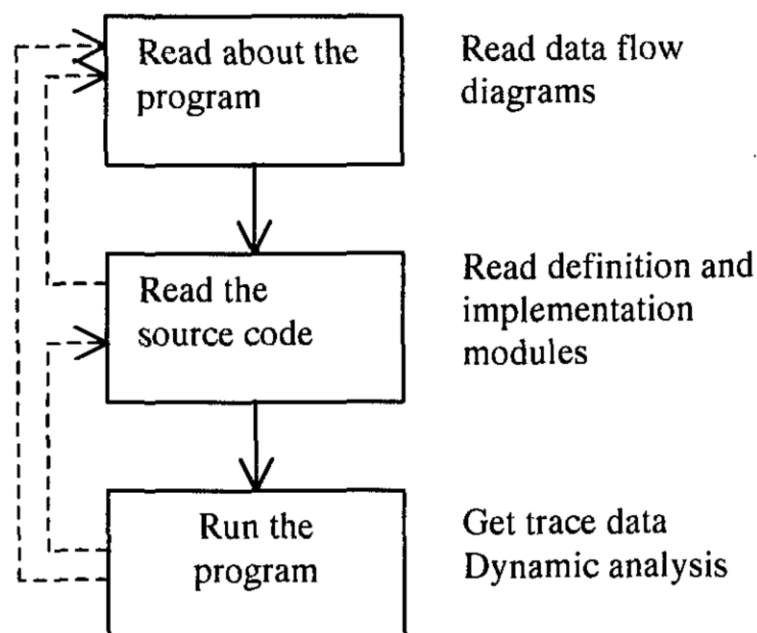 Read about the
program
Read data flow
diagrams
Read the
source code
Read definition and
implementation
modules
Run the
program
Get trace data
Dynamic analysis